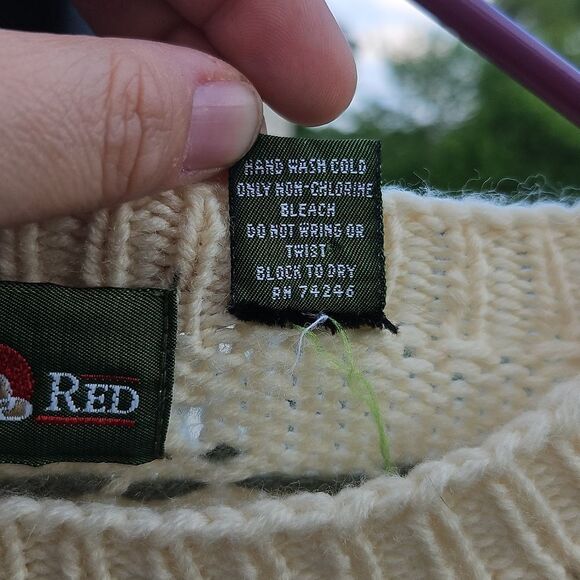 HAND WASH COLD
ONLY NON-CHLORINE
BLEACH
DO NOT WRING OR
TWIST
BLOCK TO DRY
RN 74246
RED